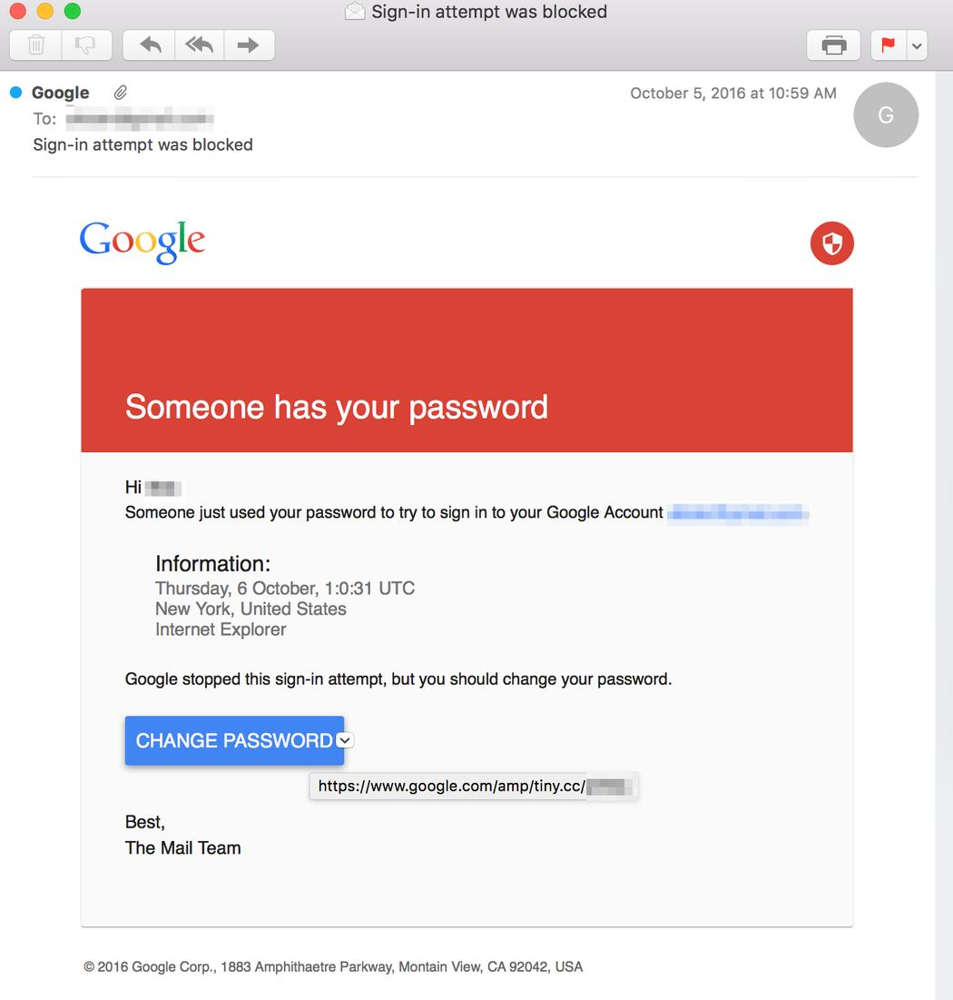 Sign-in attempt was blocked
Google
October 5, 2016 at 10:59 AM
G
To:
Sign-in attempt was blocked
Google
Someone has your password
Hi
Someone just used your password to try to sign in to your Google Account
Information:
Thursday, 6 October, 1:0:31 UTC
New York, United States
Internet Explorer
Google stopped this sign-in attempt, but you should change your password.
CHANGE PASSWORD
https://www.google.com/amp/tiny.cc/
Best,
The Mail Team
© 2016 Google Corp., 1883 Amphithaetre Parkway, Montain View, CA 92042, USA